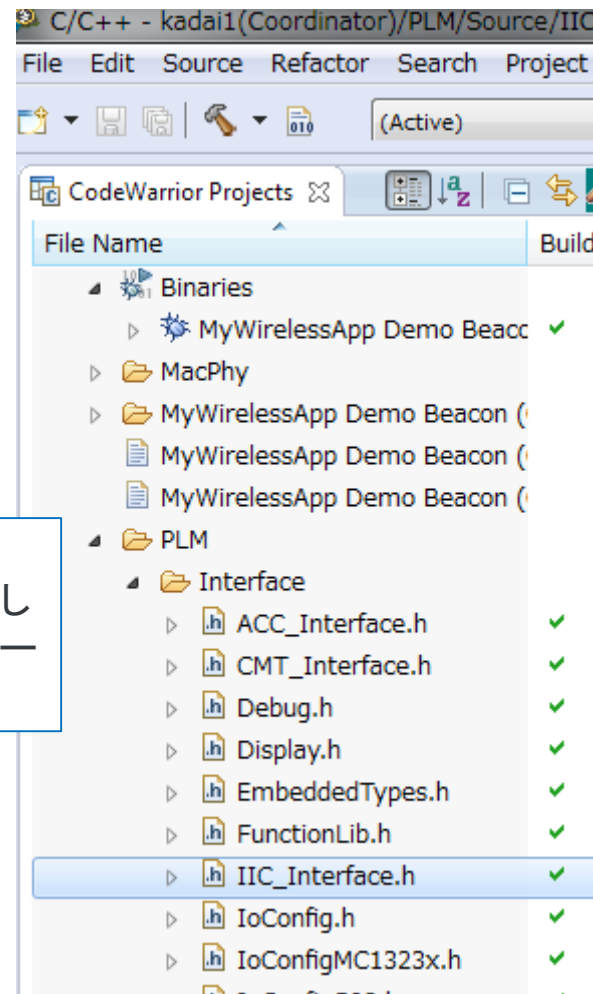 C/C++ - kadai1(Coordinator)/PLM/Source/IIC
File Edit Source Refactor Search Project
(Active)
CodeWarrior Projects
File Name Build
Binaries
MyWirelessApp Demo Beacc
MacPhy
MyWirelessApp Demo Beacon (
MyWirelessApp Demo Beacon (
MyWirelessApp Demo Beacon (
PLM
し
ー
Interface
ACC_Interface.h
CMT_Interface.h
Debug.h
Display.h
EmbeddedTypes.h
FunctionLib.h
IIC_Interface.h
IoConfig.h
IoConfigMC1323x.h